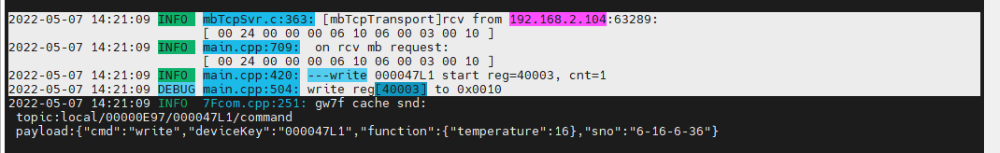 2022-05-07 14:21:09 INFO mbTcpSvr.c:363: [mbTcpTransport]rcv from 192.168.2.104:63289:
[ 00 24 00 00 00 06 10 06 00 03 00 10 ]
2022-05-07 14:21:09 INFO main.cpp:709: on rcv mb request:
[ 00 24 00 00 00 06 10 06 00 03 00 10 ]
2022-05-07 14:21:09 INFO main.cpp:420: ---write 000047L1 start reg=40003, cnt=1
2022-05-07 14:21:09 DEBUG main.cpp:504: write reg[40003] to 0x0010
2022-05-07 14:21:09 INFO 7Fcom.cpp:251: gw7f cache snd:
topic:local/00000E97/000047L1/command
payload:{"cmd":"write","deviceKey":"000047L1","function":{"temperature":16},"sno":"6-16-6-36"}